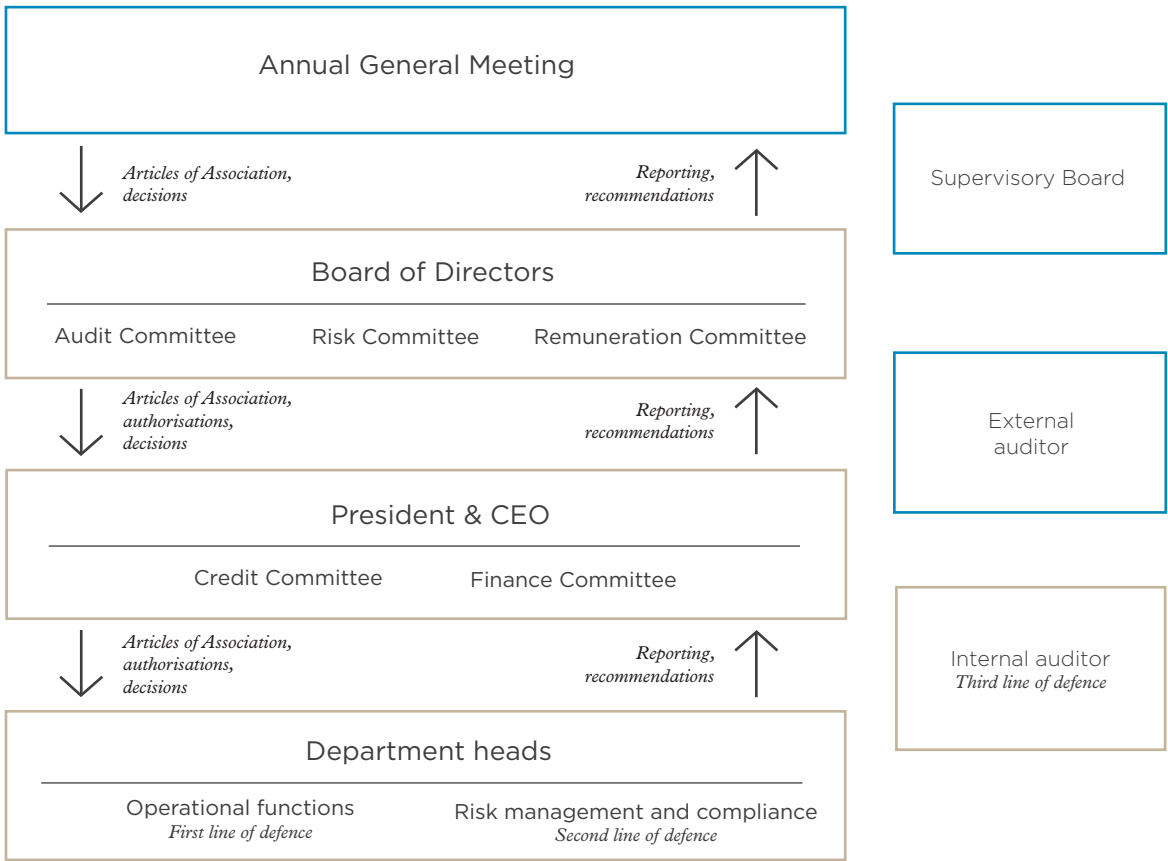 Annual General Meeting
Articles of Association,
decisions
Reporting,
recommendations
Board of Directors
Audit Committee
Risk Committee
Remuneration Committee
Articles of Association,
authorisations,
decisions
Reporting,
recommendations
President & CEO
Credit Committee
Finance Committee
Articles of Association,
authorisations,
decisions
Reporting,
recommendations
Department heads
Operational functions
First line of defence
Risk management and compliance
Second line of defence
Supervisory Board
External
auditor
Internal auditor
Third line of defence